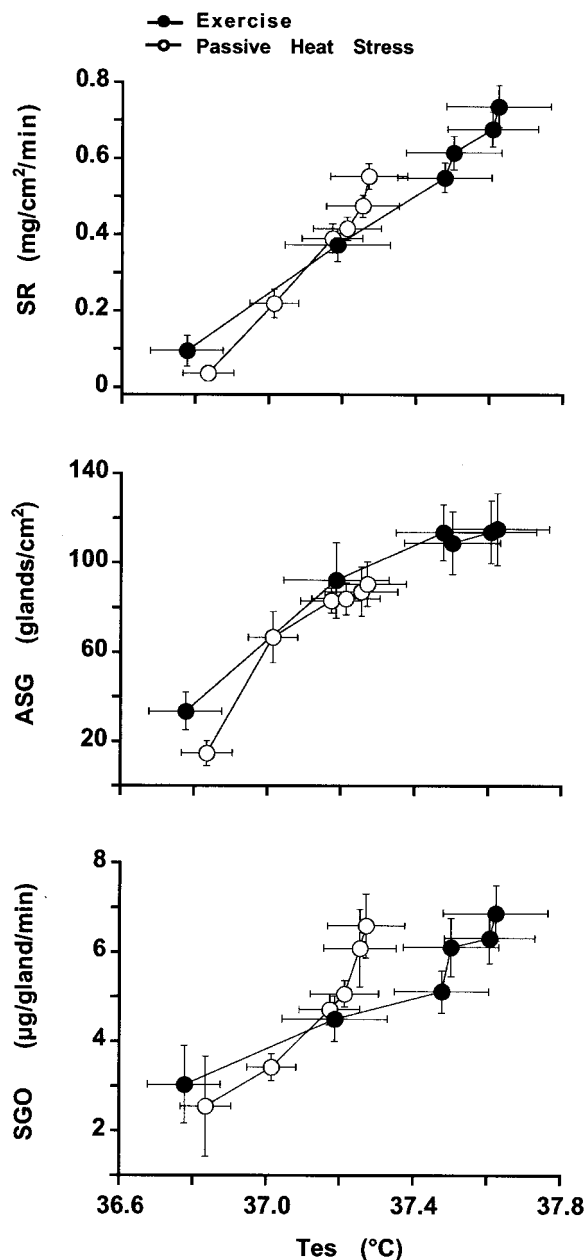 Exercise
Passive Heat Stress
SR (mg/cm²/min)
0.8
0.6
0.4
0.2
0
ASG (glands/cm²)
140
100
60
20
SGO (µg/gland/min)
8
6
4
2
36.6 37.0 37.4 37.8
Tes (°C)